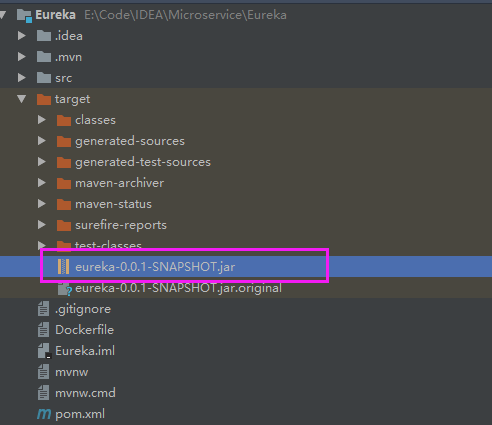 Eureka E:\Code\IDEA\Microservice\Eureka
.idea
.mvn
src
target
classes
generated-sources
generated-test-sources
maven-archiver
maven-status
surefire-reports
test-classes
eureka-0.0.1-SNAPSHOT.jar
eureka-0.0.1-SNAPSHOT.jar.original
.gitignore
Dockerfile
Eureka.iml
mvnw
mvnw.cmd
pom.xml